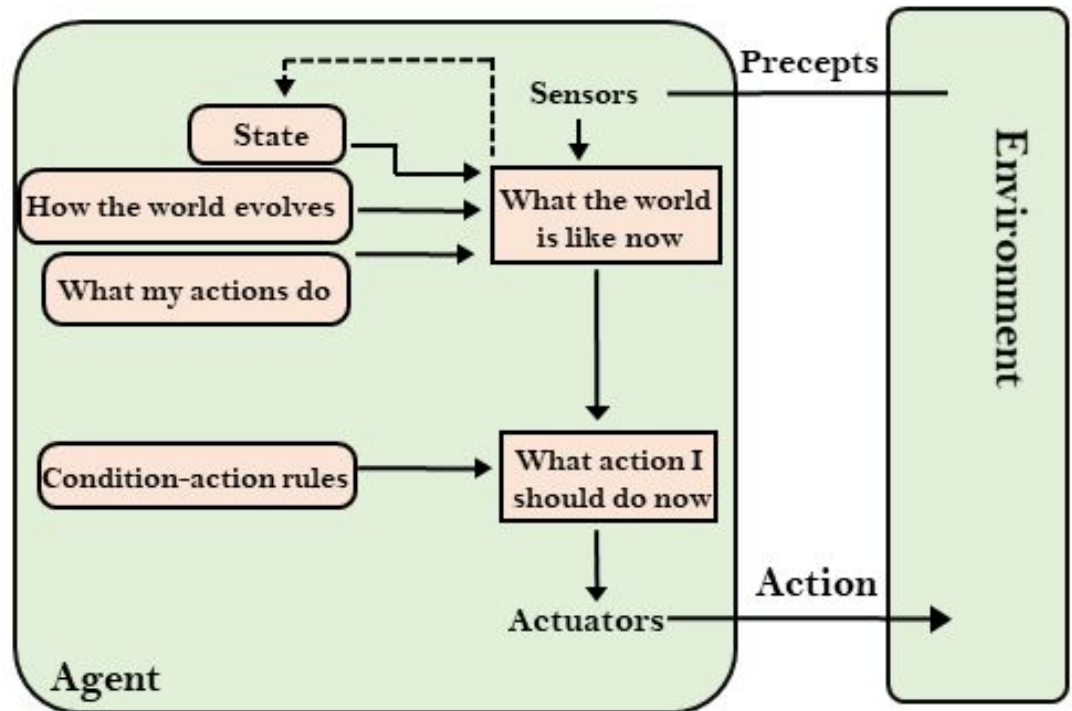 Precepts
Sensors
State
How the world evolves
What the world
is like now
What my actions do
Environment
Condition-action rules
What action I
should do now
Action
Actuators
Agent